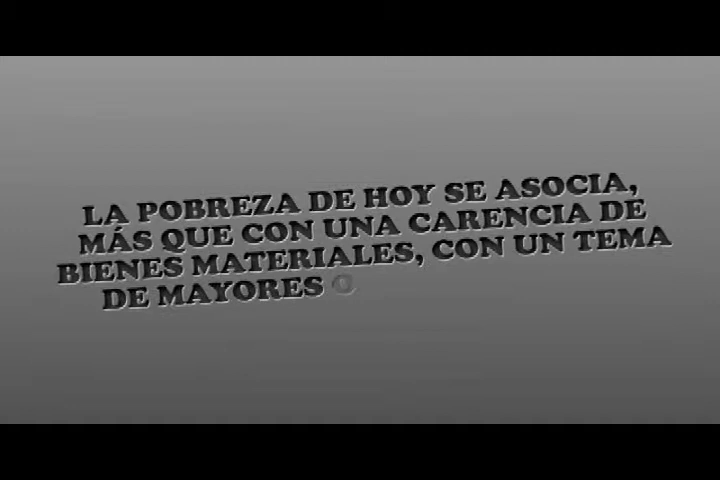 LA POBREZA DE HOY SE ASOCIA,
MÁS QUE CON UNA CARENCIA DE
BIENES MATERIALES, CON UN TEMA
DE MAYORES O